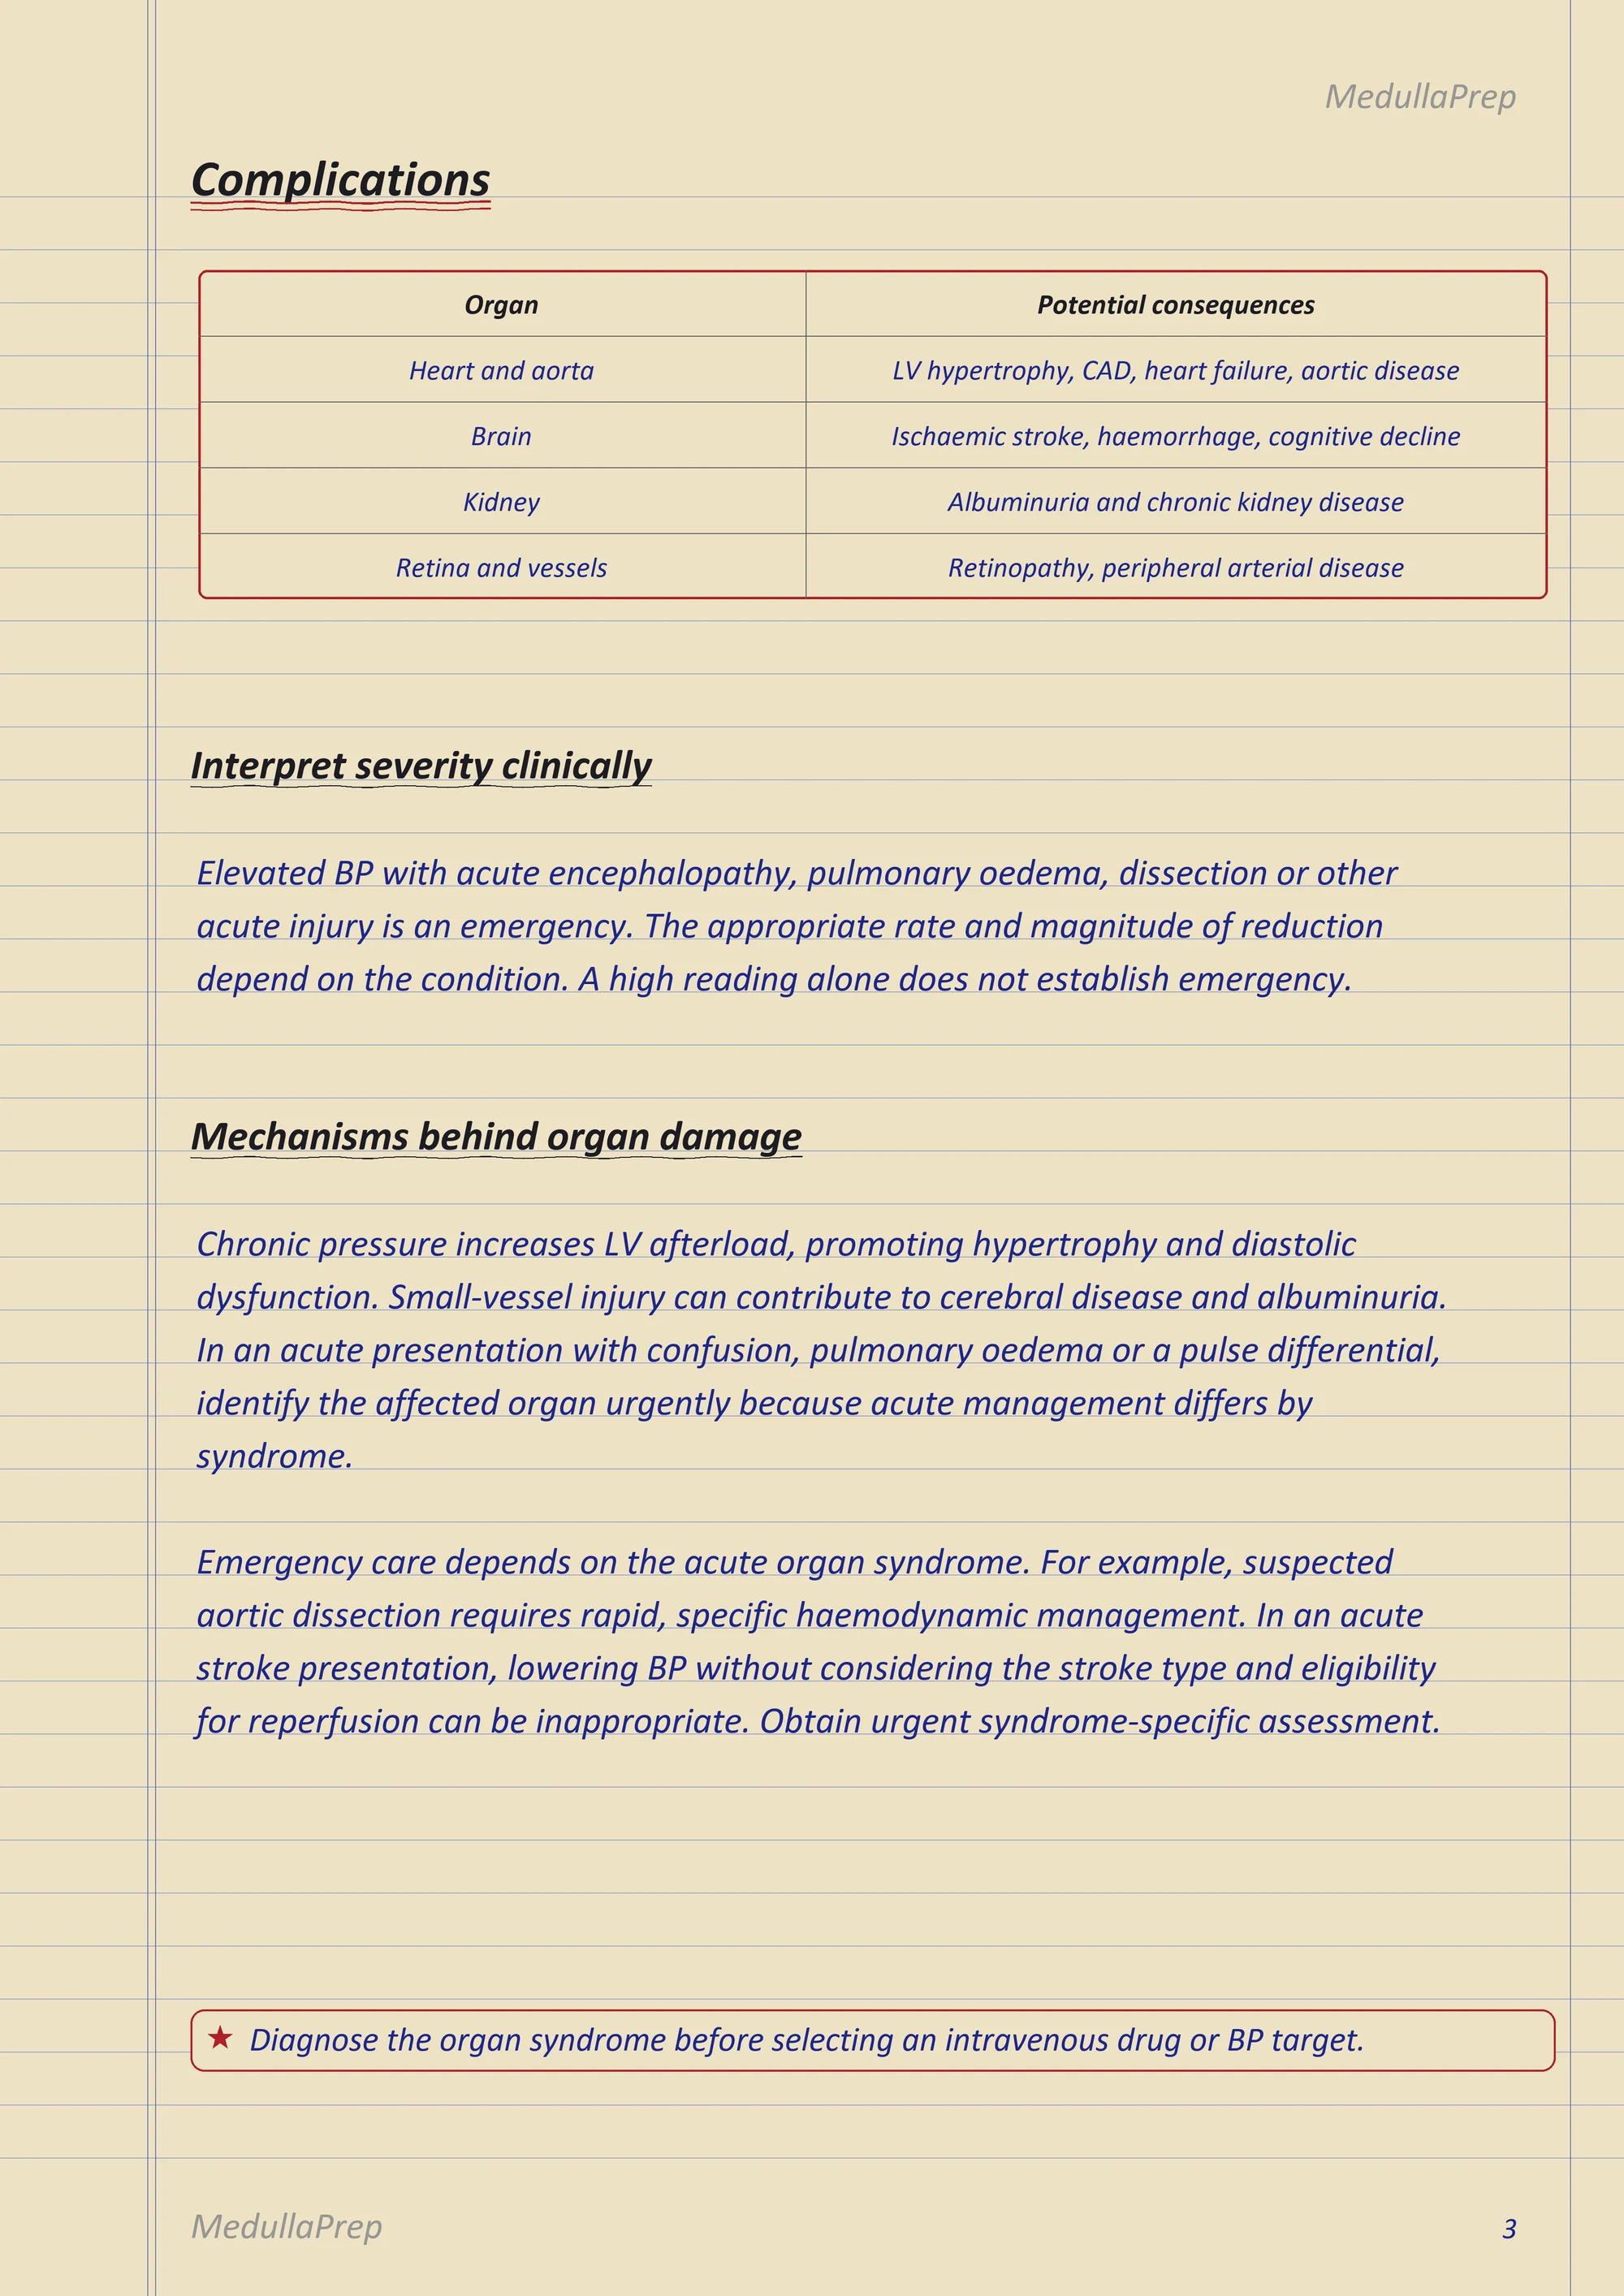 MedullaPrep
Complications
Organ Potential consequences
Heart and aorta LV hypertrophy, CAD, heart failure, aortic disease
Brain Ischaemic stroke, haemorrhage, cognitive decline
Kidney Albuminuria and chronic kidney disease
Retina and vessels Retinopathy, peripheral arterial disease
Interpret severity clinically
Elevated BP with acute encephalopathy, pulmonary oedema, dissection or other
acute injury is an emergency. The appropriate rate and magnitude of reduction
depend on the condition. A high reading alone does not establish emergency.
Mechanisms behind organ damage
Chronic pressure increases LV afterload, promoting hypertrophy and diastolic
dysfunction. Small-vessel injury can contribute to cerebral disease and albuminuria.
In an acute presentation with confusion, pulmonary oedema or a pulse differential,
identify the affected organ urgently because acute management differs by
syndrome.
Emergency care depends on the acute organ syndrome. For example, suspected
aortic dissection requires rapid, specific haemodynamic management. In an acute
stroke presentation, lowering BP without considering the stroke type and eligibility
for reperfusion can be inappropriate. Obtain urgent syndrome-specific assessment.
★ Diagnose the organ syndrome before selecting an intravenous drug or BP target.
MedullaPrep 3